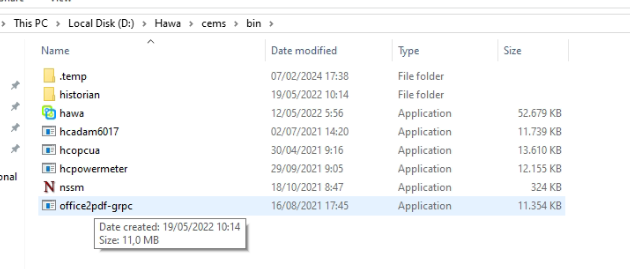 This PC > Local Disk (D:) > Hawa > cems > bin >
Name Date modified Type Size
.temp 07/02/2024 17:38 File folder
historian 19/05/2022 10:14 File folder
hawa 12/05/2022 5:56 Application 52.679 KB
hcadam6017 02/07/2021 14:20 Application 11.739 KB
hcopcua 30/04/2021 9:16 Application 13.610 KB
hcpowermeter 29/09/2021 9:05 Application 12.155 KB
nssm 18/10/2021 8:47 Application 324 KB
office2pdf-grpc 16/08/2021 17:45 Application 11.354 KB
Date created: 19/05/2022 10:14
Size: 11,0 MB